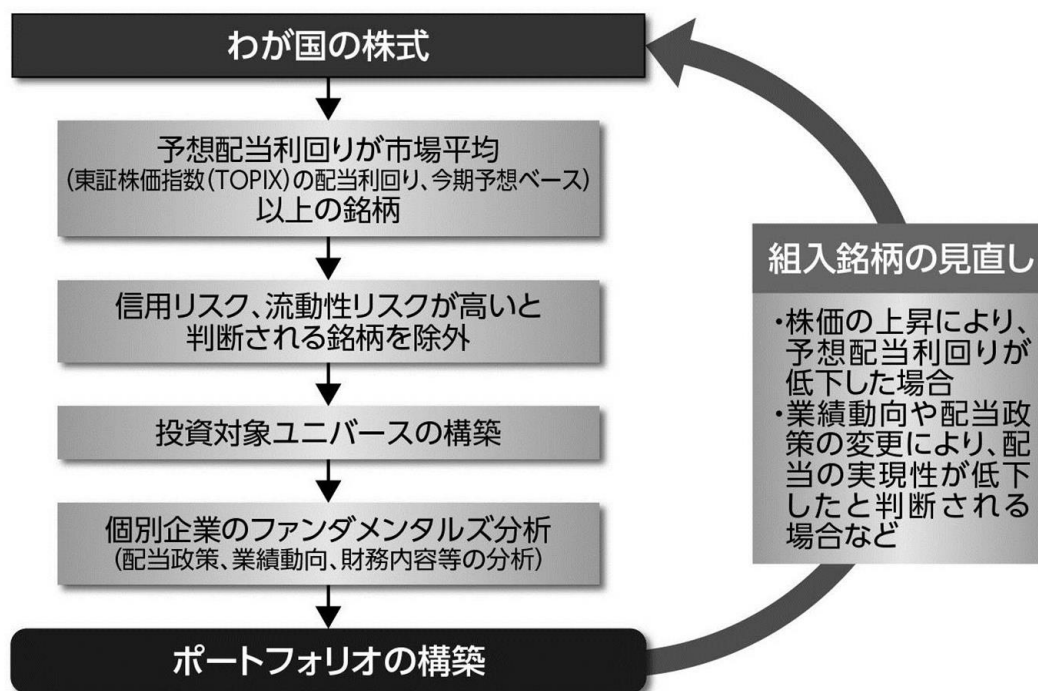 わが国の株式
予想配当利回りが市場平均
(東証株価指数(TOPIX)の配当利回り、今期予想ベース)
以上の銘柄
信用リスク、流動性リスクが高いと
判断される銘柄を除外
投資対象ユニバースの構築
個別企業のファンダメンタルズ分析
(配当政策、業績動向、財務内容等の分析)
ポートフォリオの構築
組入銘柄の見直し
・株価の上昇により、
予想配当利回りが
低下した場合
・業績動向や配当政
策の変更により、配
当の実現性が低下
したと判断される
場合など